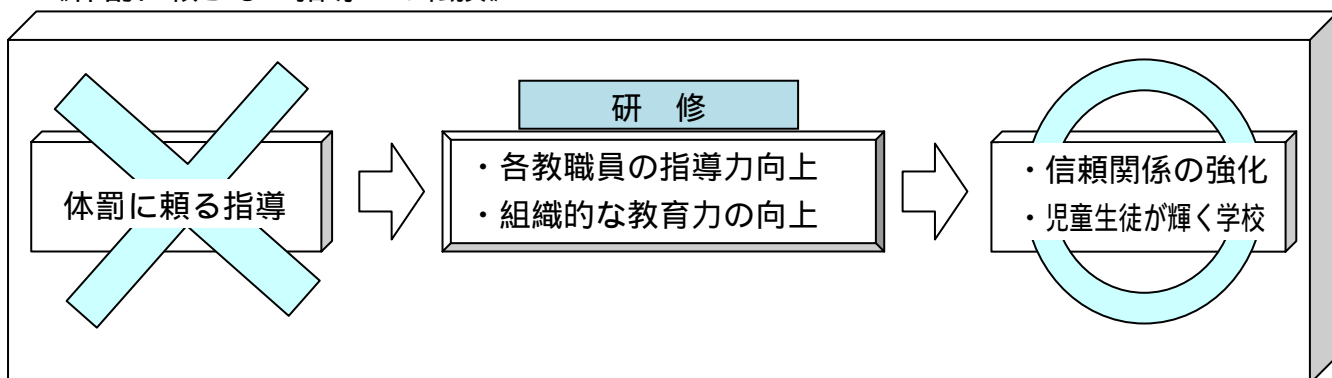 研　修
体罰に頼る指導
・各教職員の指導力向上
・組織的な教育力の向上
・信頼関係の強化
・児童生徒が輝く学校